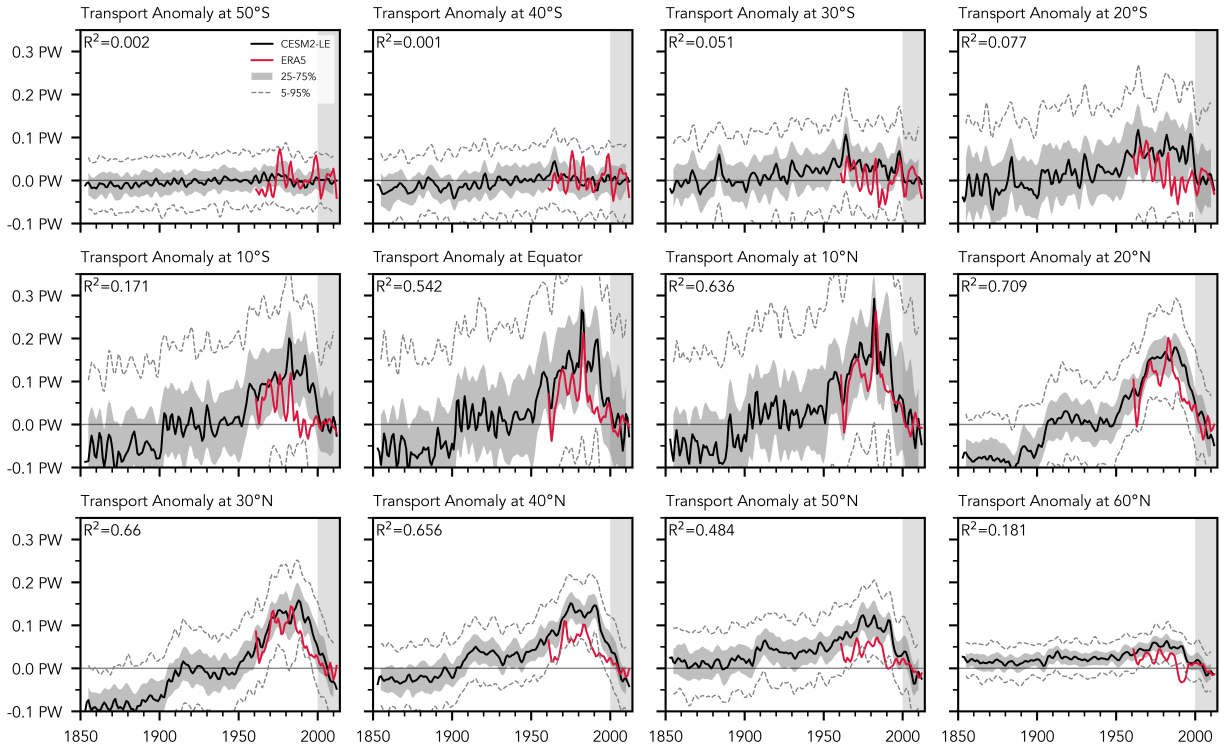 Transport Anomaly at 50°S
Transport Anomaly at 40°S
Transport Anomaly at 30°S
Transport Anomaly at 20°S
R²=0.002
R²=0.001
R²=0.051
R²=0.077
CESM2-LE
ERA5
25-75%
5-95%
0.3 PW
0.2 PW
0.1 PW
0.0 PW
-0.1 PW
Transport Anomaly at 10°S
Transport Anomaly at Equator
Transport Anomaly at 10°N
Transport Anomaly at 20°N
R²=0.171
R²=0.542
R²=0.636
R²=0.709
0.3 PW
0.2 PW
0.1 PW
0.0 PW
-0.1 PW
Transport Anomaly at 30°N
Transport Anomaly at 40°N
Transport Anomaly at 50°N
Transport Anomaly at 60°N
R²=0.66
R²=0.656
R²=0.484
R²=0.181
0.3 PW
0.2 PW
0.1 PW
0.0 PW
-0.1 PW
1850 1900 1950 2000
1850 1900 1950 2000
1850 1900 1950 2000
1850 1900 1950 2000